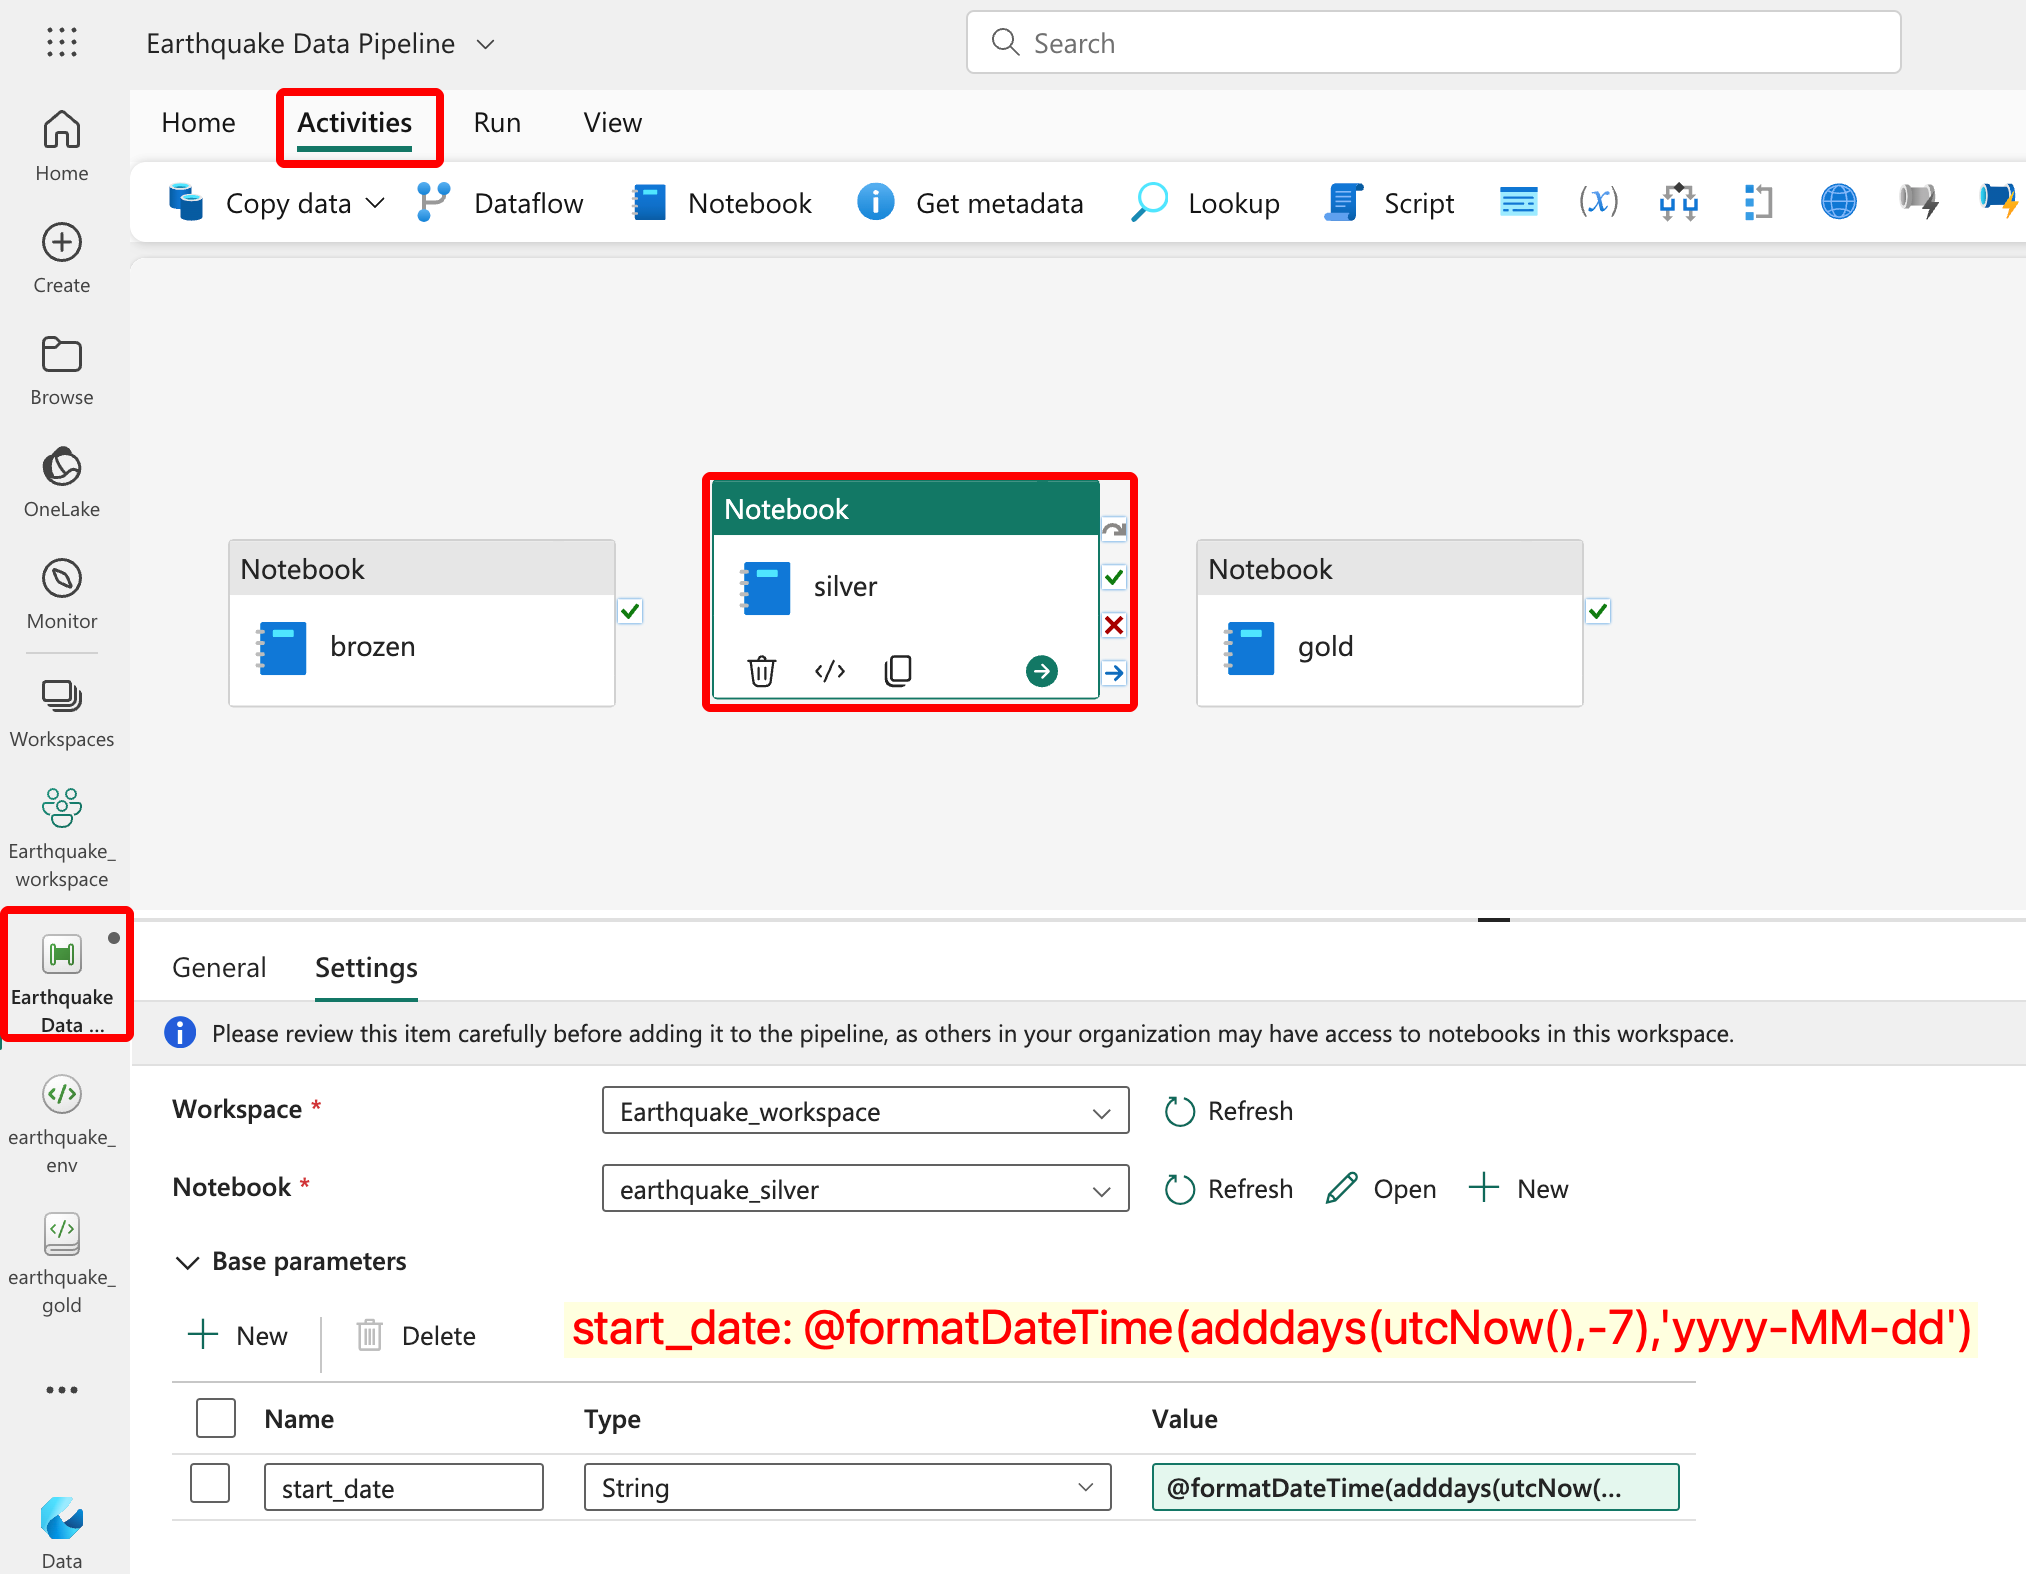 Earthquake Data Pipeline
Search
Home
Activities
Run
View
Copy data
Dataflow
Notebook
Get metadata
Lookup
Script
(x)
Home
Create
Browse
OneLake
Monitor
Workspaces
Earthquake_
workspace
Earthquake
Data ...
earthquake_
env
earthquake_
gold
Data
Notebook
brozen
Notebook
silver
Notebook
gold
General
Settings
Please review this item carefully before adding it to the pipeline, as others in your organization may have access to notebooks in this workspace.
Workspace *
Earthquake_workspace
Refresh
Notebook *
earthquake_silver
Refresh
Open
New
Base parameters
New
Delete
start_date: @formatDateTime(adddays(utcNow(),-7),'yyyy-MM-dd')
Name
Type
Value
start_date
String
@formatDateTime(adddays(utcNow(...